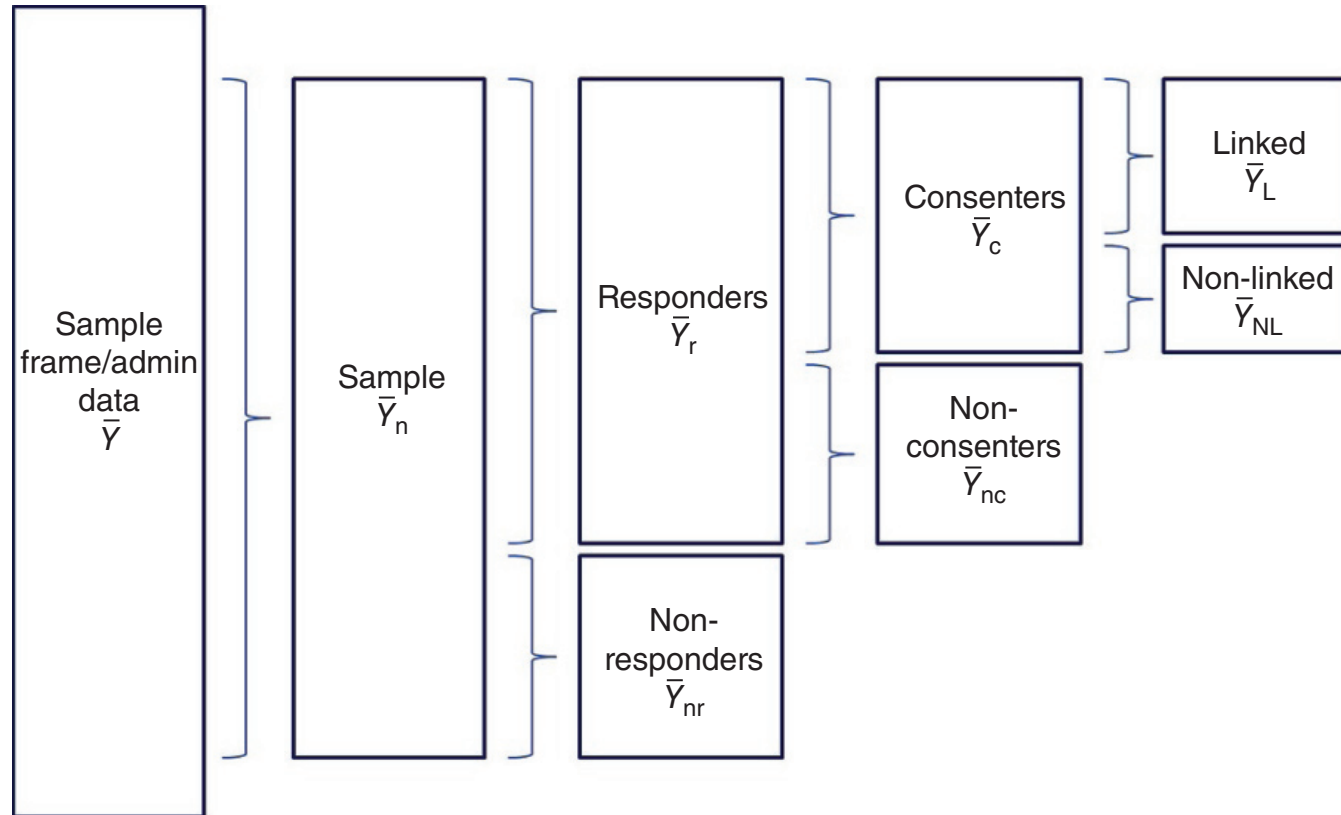 Sample
frame/admin
data
Ȳ
Sample
Ȳn
Responders
Ȳr
Non-
responders
Ȳnr
Consenters
Ȳc
Non-
consenters
Ȳnc
Linked
ȲL
Non-linked
ȲNL